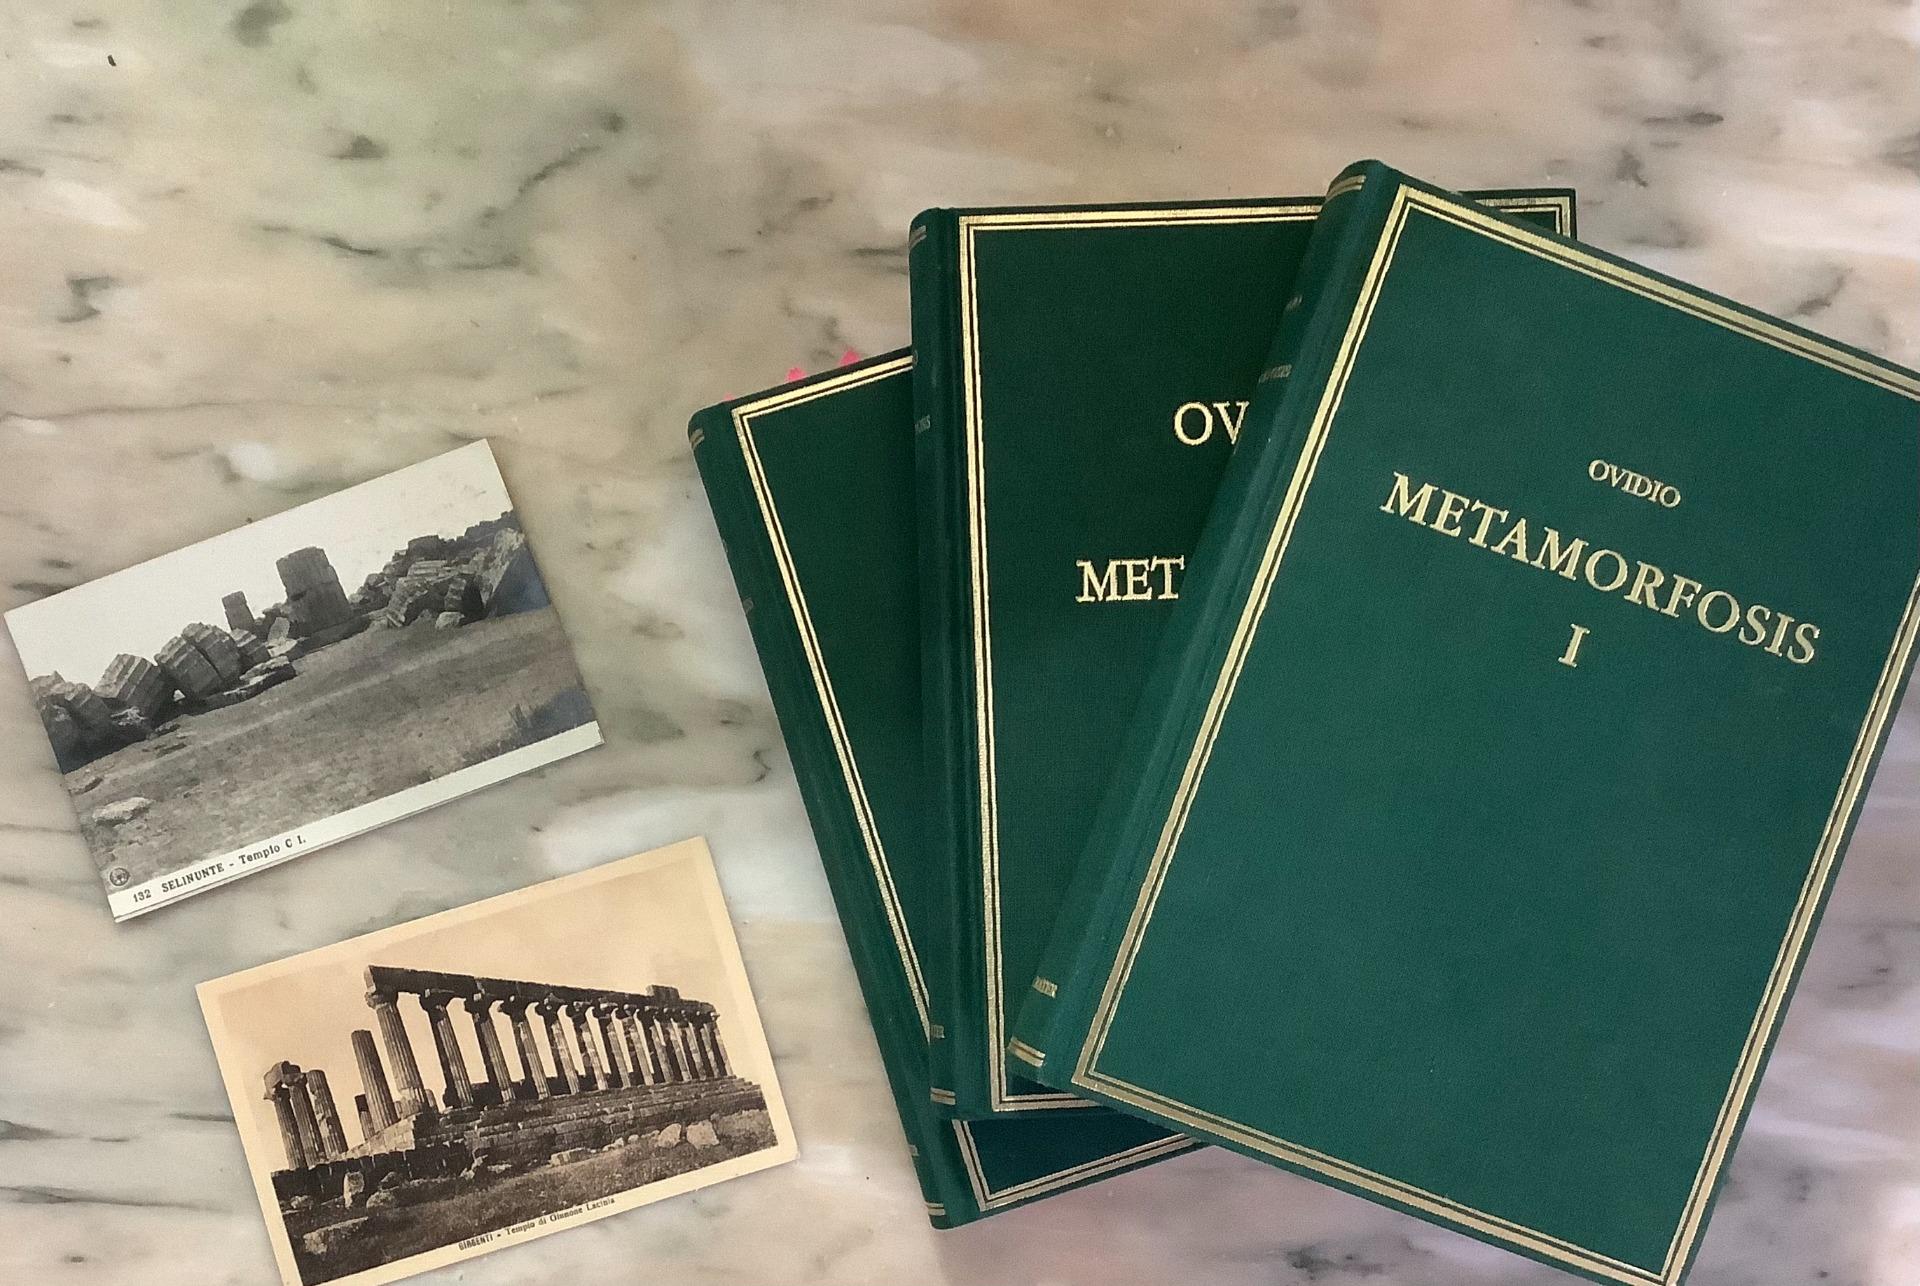 132 SELINUNTE - Tempio C I.
GIRGENTI - Tempio di Giunone Lacinia
OV
MET
OVIDIO
METAMORFOSIS
I